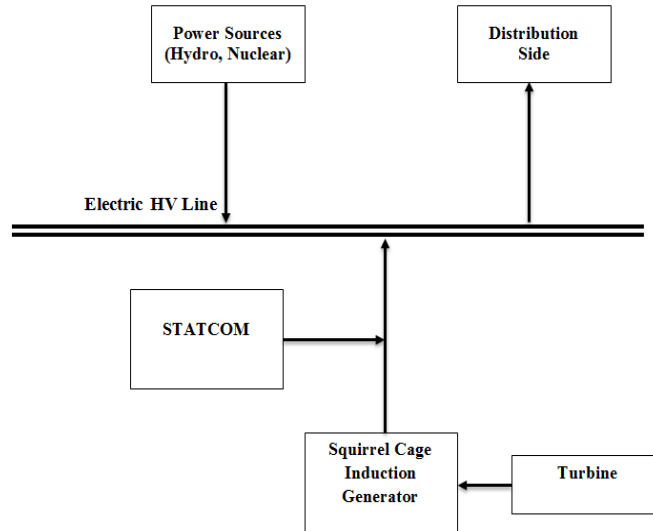 Power Sources
(Hydro, Nuclear)
Distribution
Side
Electric HV Line
STATCOM
Squirrel Cage
Induction
Generator
Turbine